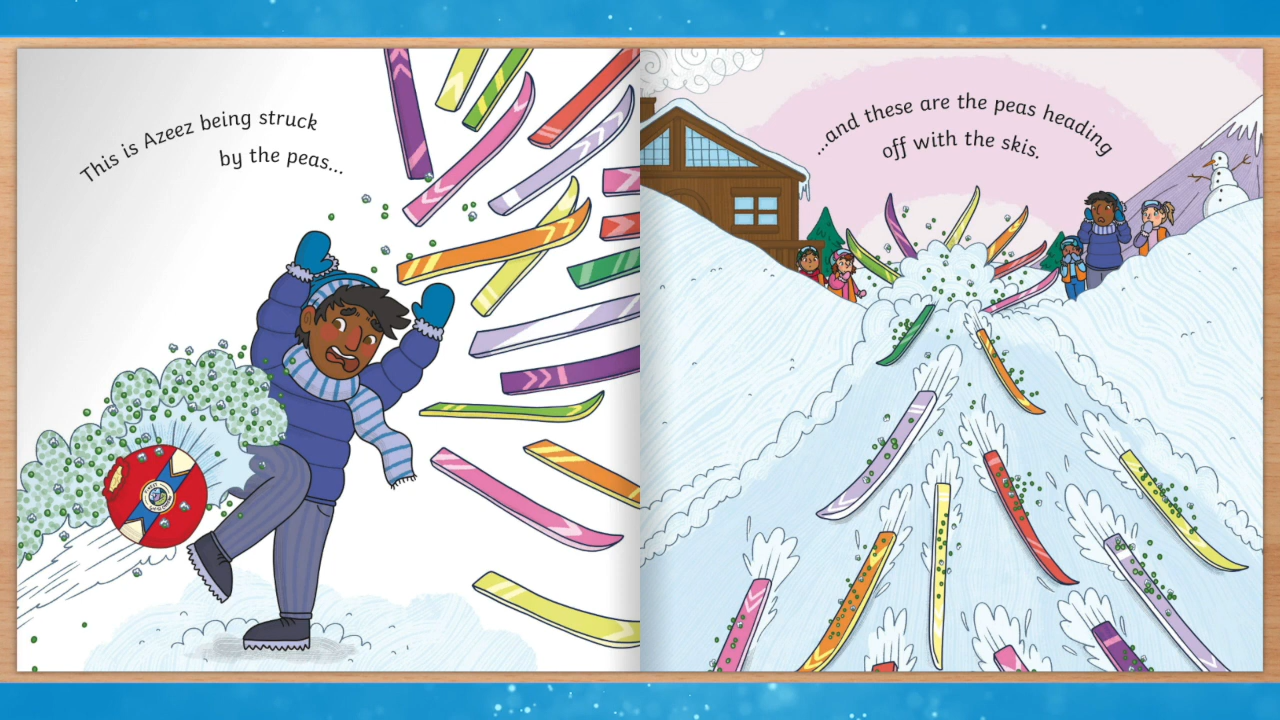 This is Azeez being struck
by the peas...
...and these are the peas heading
off with the skis.